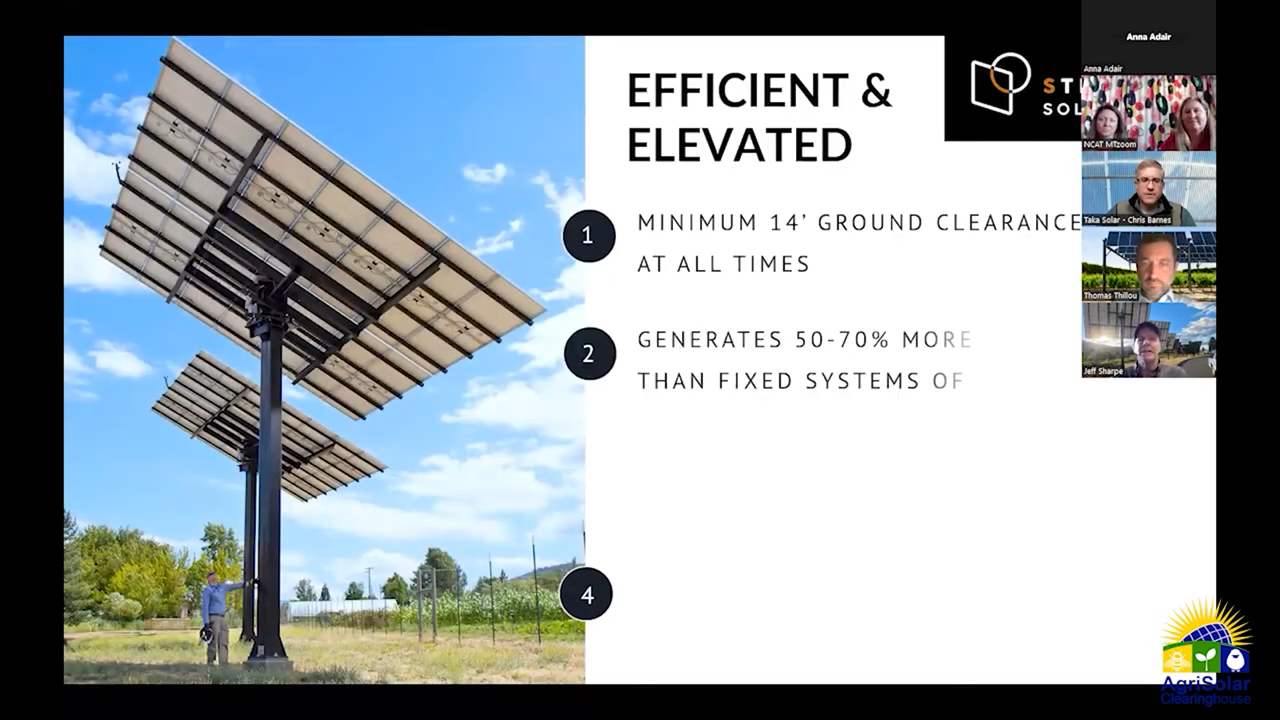 EFFICIENT &
ELEVATED
1
MINIMUM 14’ GROUND CLEARANCE
AT ALL TIMES
2
GENERATES 50-70% MORE
THAN FIXED SYSTEMS OF
4
SOL
Anna Adair
Anna Adair
NCAT MTzoom
Taka Solar - Chris Barnes
Thomas Thillou
Jeff Sharpe
AgriSolar
Clearinghouse